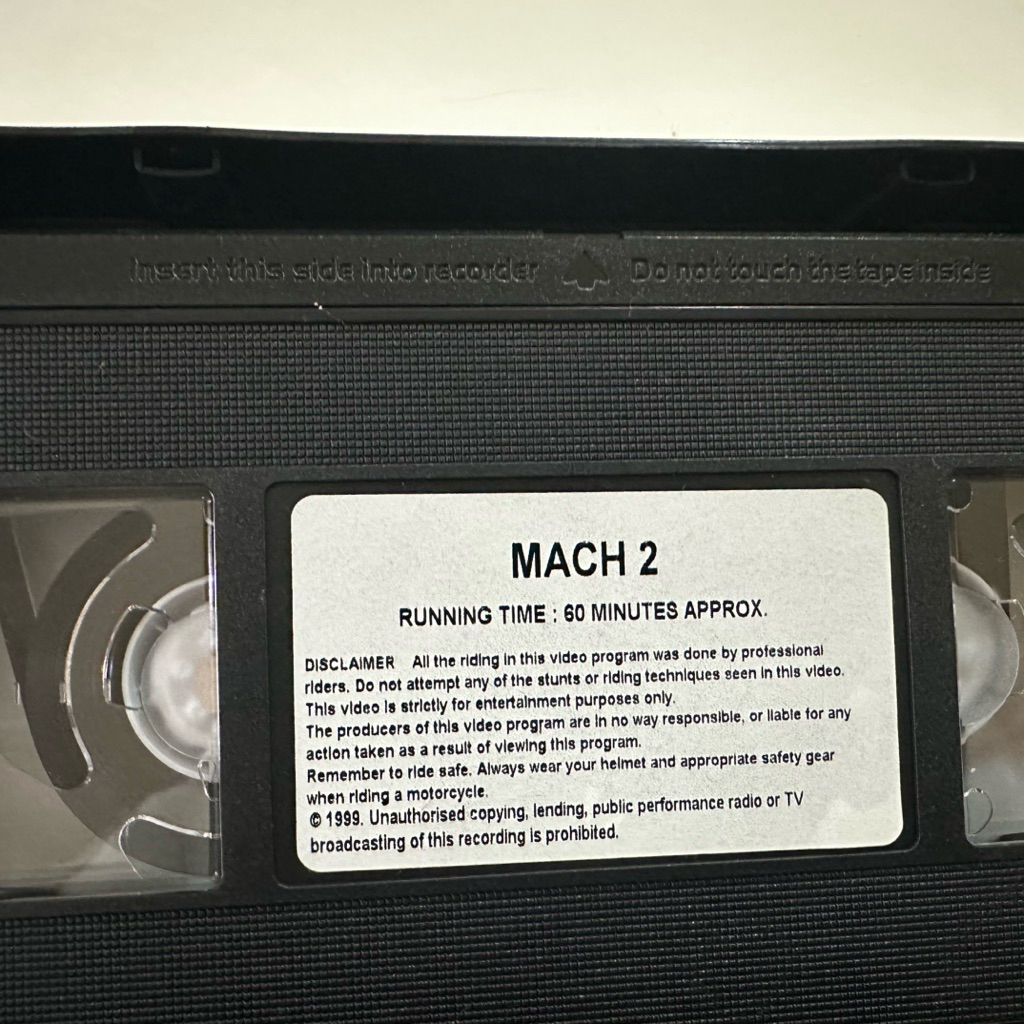 Insert this side into recorder Do not touch the tape inside
MACH 2
RUNNING TIME : 60 MINUTES APPROX.
DISCLAIMER All the riding in this video program was done by professional
riders. Do not attempt any of the stunts or riding techniques seen in this video.
This video is strictly for entertainment purposes only.
The producers of this video program are in no way responsible, or liable for any
action taken as a result of viewing this program.
Remember to ride safe. Always wear your helmet and appropriate safety gear
when riding a motorcycle.
© 1999. Unauthorised copying, lending, public performance radio or TV
broadcasting of this recording is prohibited.